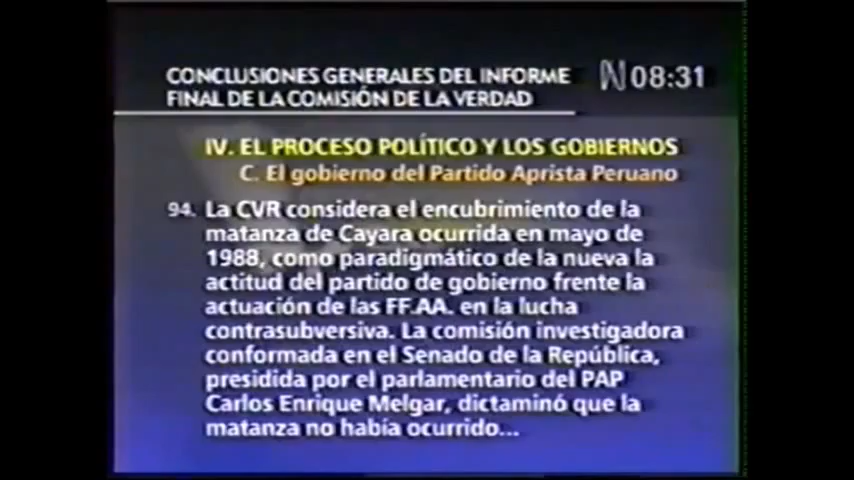 CONCLUSIONES GENERALES DEL INFORME
FINAL DE LA COMISIÓN DE LA VERDAD
N 08:31
IV. EL PROCESO POLÍTICO Y LOS GOBIERNOS
C. El gobierno del Partido Aprista Peruano
94. La CVR considera el encubrimiento de la
matanza de Cayara ocurrida en mayo de
1988, como paradigmático de la nueva la
actitud del partido de gobierno frente la
actuación de las FF.AA. en la lucha
contrasubversiva. La comisión investigadora
conformada en el Senado de la República,
presidida por el parlamentario del PAP
Carlos Enrique Melgar, dictaminó que la
matanza no había ocurrido...